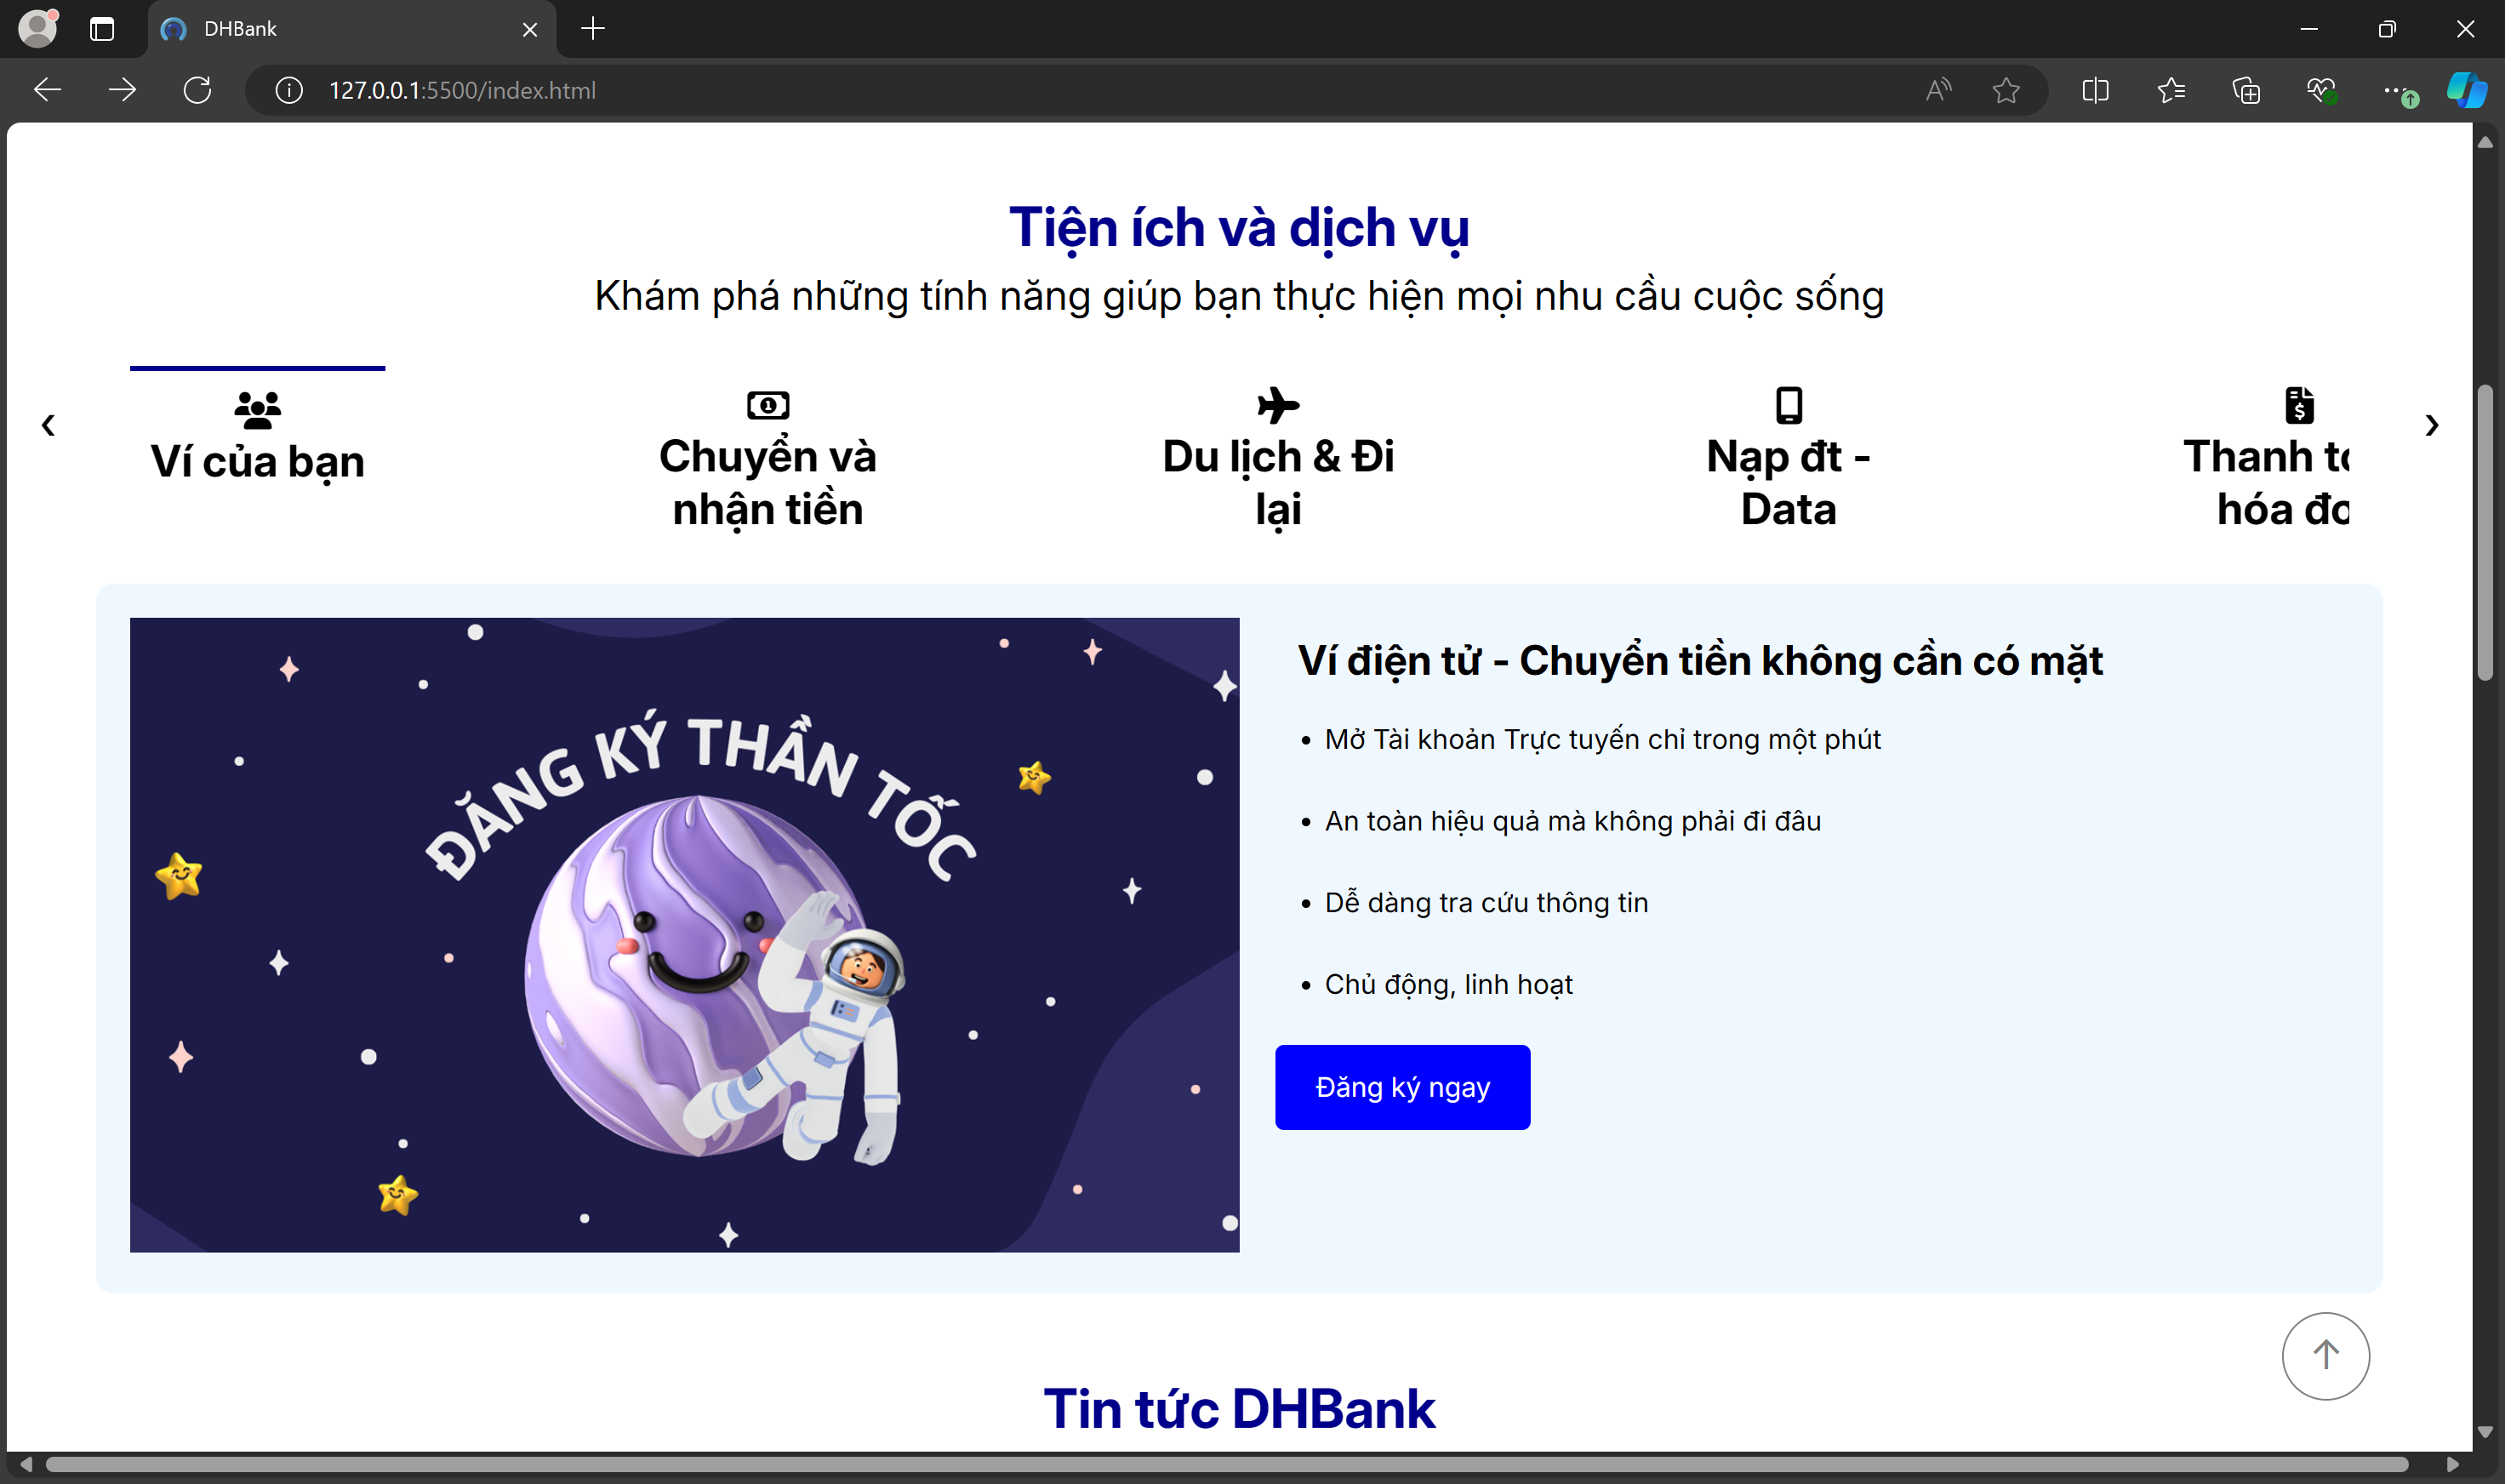 DHBank
127.0.0.1:5500/index.html
Tiện ích và dịch vụ
Khám phá những tính năng giúp bạn thực hiện mọi nhu cầu cuộc sống
Ví của bạn
Chuyển và
nhận tiền
Du lịch & Đi
lại
Nạp đt -
Data
Thanh
hóa
ĐĂNG KÝ THẦN TỐC
Ví điện tử - Chuyển tiền không cần có mặt
• Mở Tài khoản Trực tuyến chỉ trong một phút
• An toàn hiệu quả mà không phải đi đâu
• Dễ dàng tra cứu thông tin
• Chủ động, linh hoạt
Đăng ký ngay
Tin tức DHBank